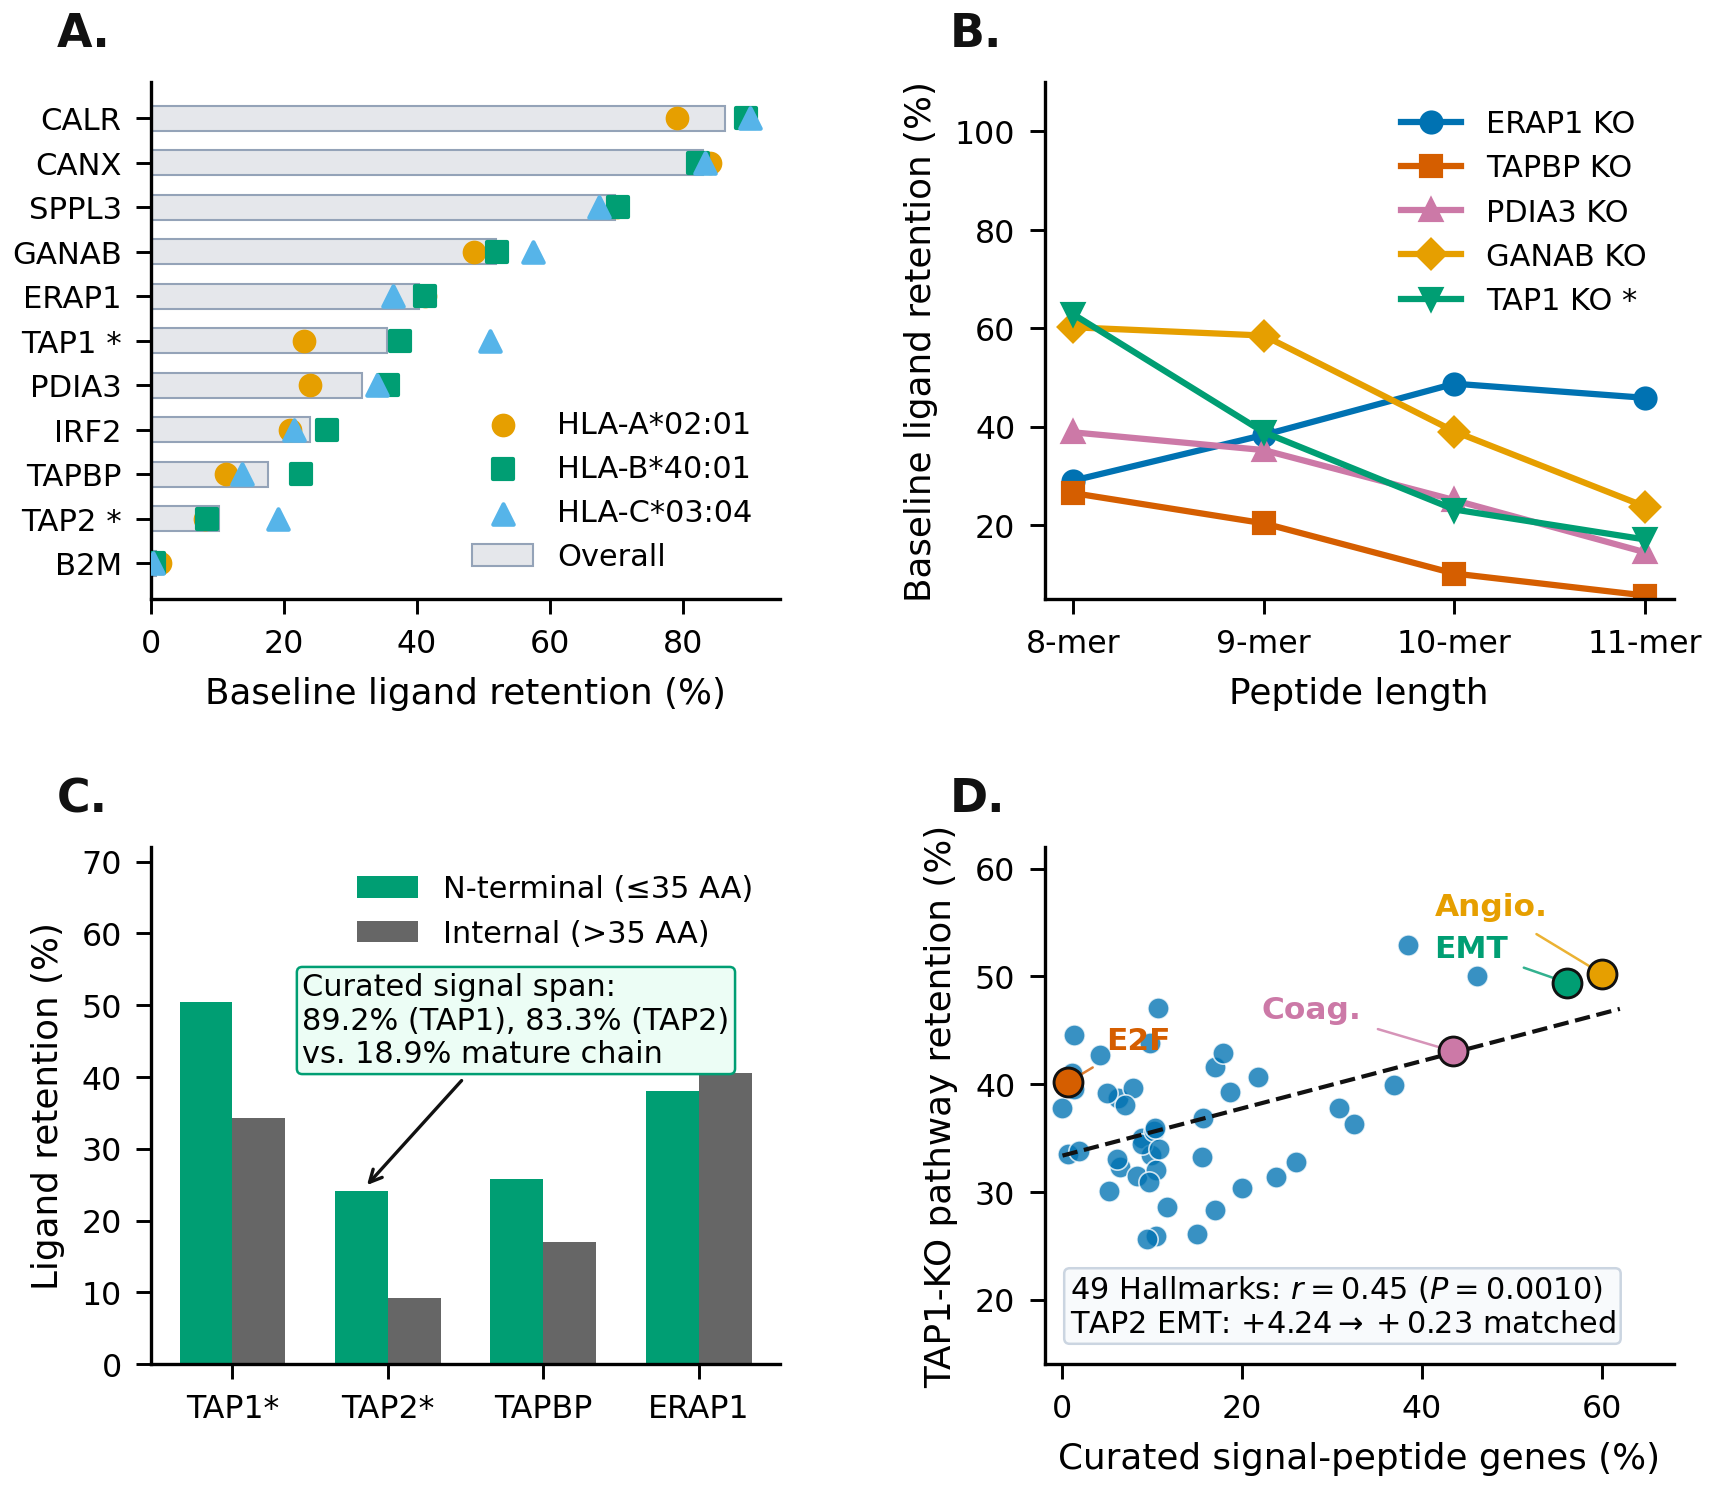 A.
CALR
CANX
SPPL3
GANAB
ERAP1
TAP1 *
PDIA3
IRF2
TAPBP
TAP2 *
B2M
HLA-A*02:01
HLA-B*40:01
HLA-C*03:04
Overall
0 20 40 60 80
Baseline ligand retention (%)
B.
Baseline ligand retention (%)
100
80
60
40
20
ERAP1 KO
TAPBP KO
PDIA3 KO
GANAB KO
TAP1 KO *
8-mer 9-mer 10-mer 11-mer
Peptide length
C.
Ligand retention (%)
70
60
50
40
30
20
10
0
N-terminal (≤35 AA)
Internal (>35 AA)
Curated signal span:
89.2% (TAP1), 83.3% (TAP2)
vs. 18.9% mature chain
TAP1* TAP2* TAPBP ERAP1
D.
TAP1-KO pathway retention (%)
60
50
40
30
20
Angio.
EMT
Coag.
E2F
49 Hallmarks: r = 0.45 (P = 0.0010)
TAP2 EMT: +4.24 → +0.23 matched
0 20 40 60
Curated signal-peptide genes (%)